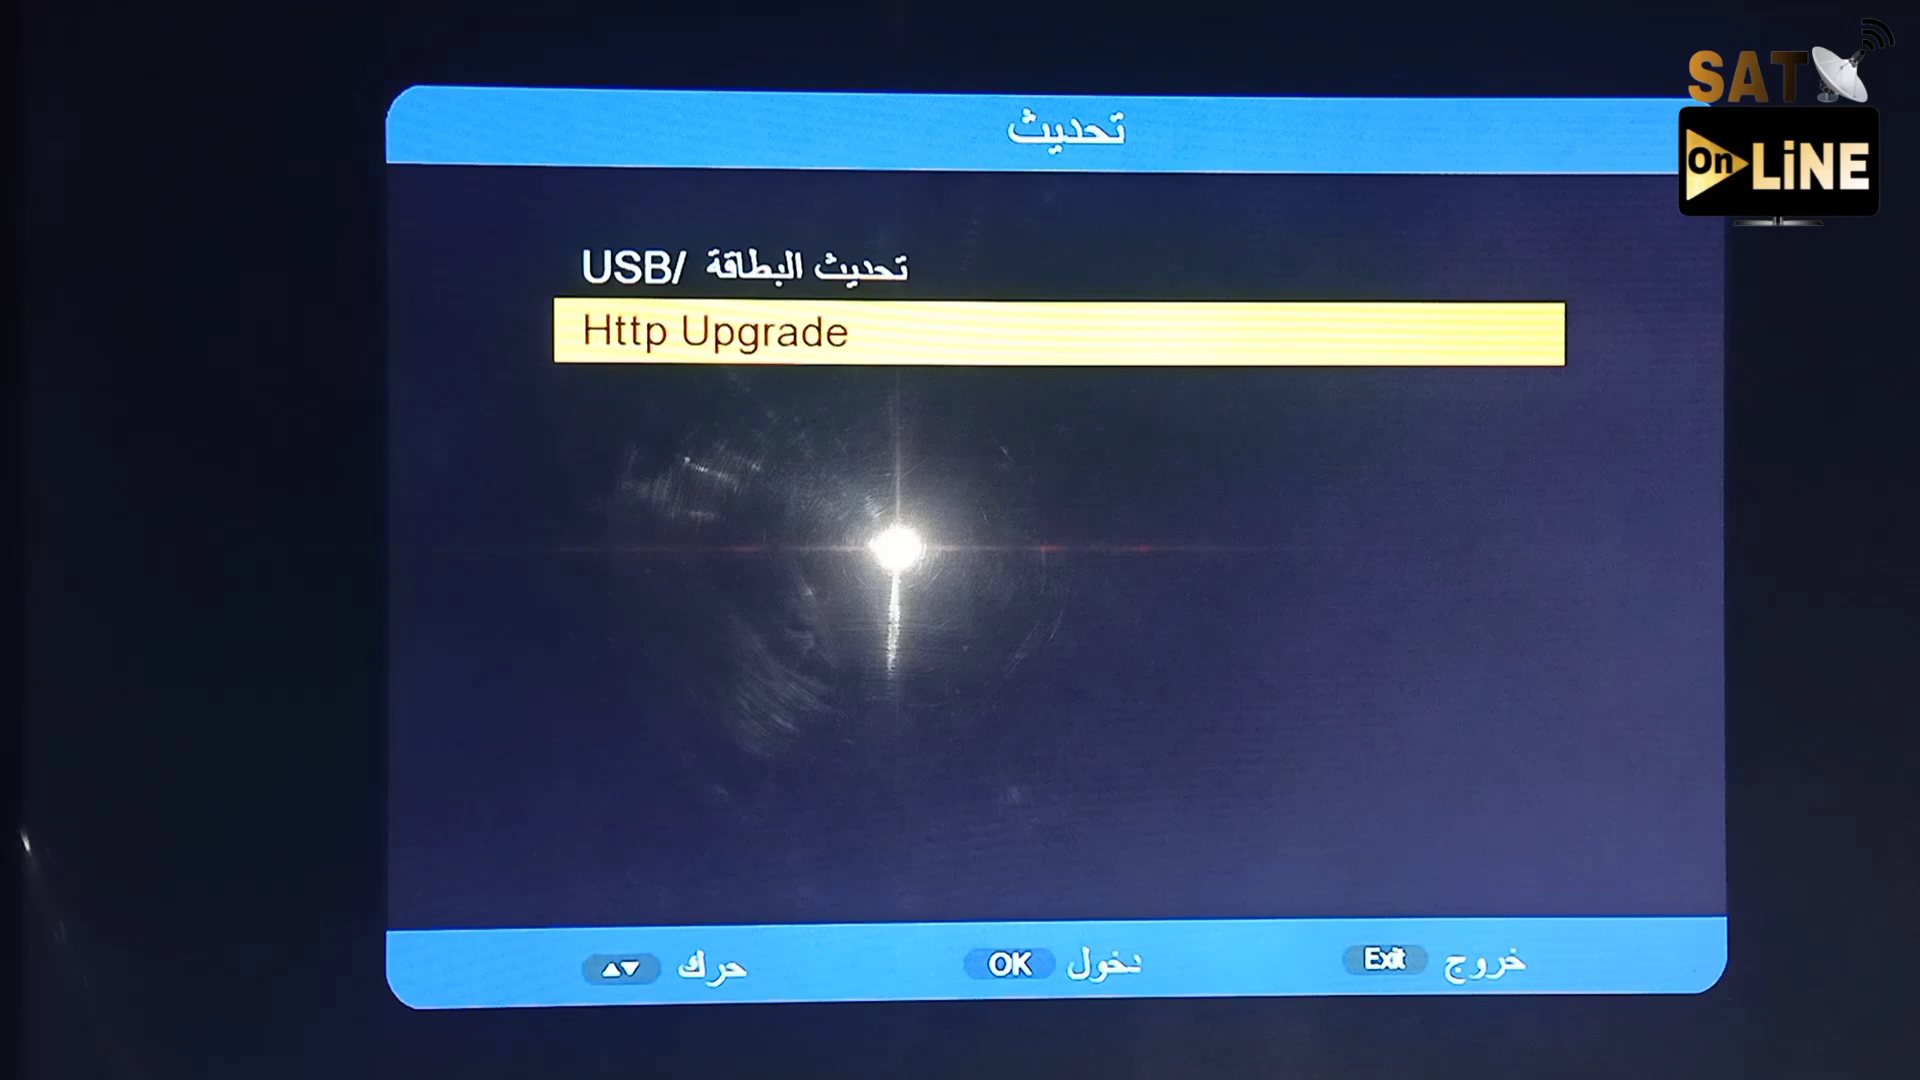 SAT
On LiNE
تحديث
USB/ تحديث البطاقة
Http Upgrade
حرك
OK دخول
Exit خروج